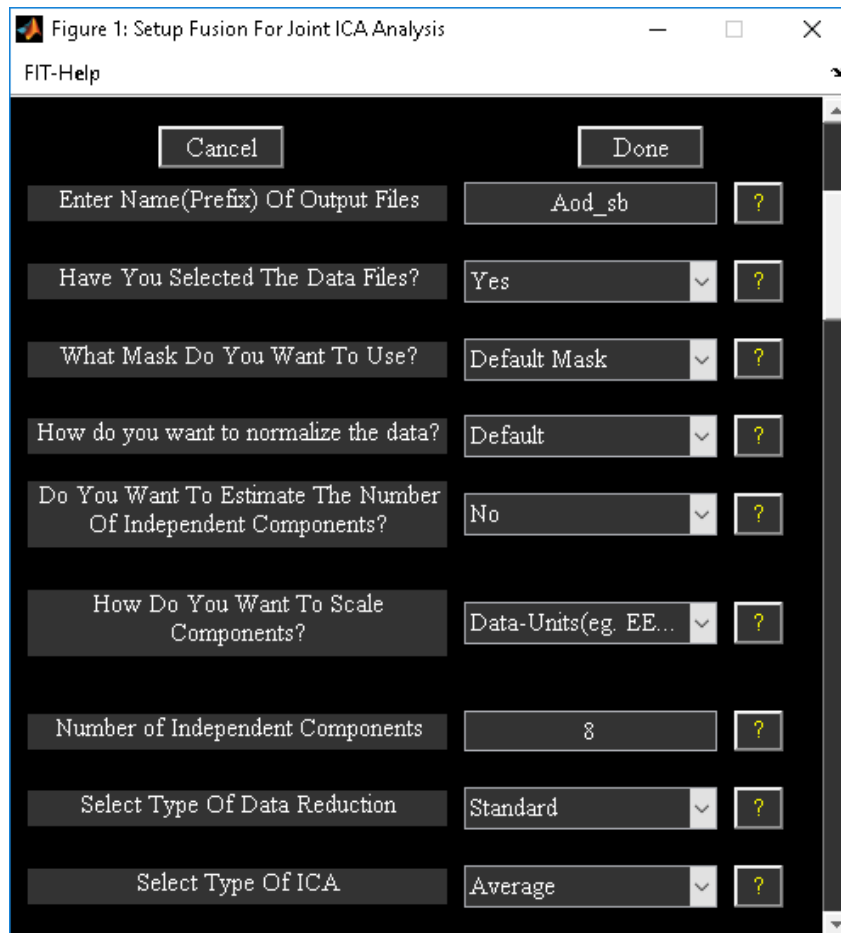 Figure 1: Setup Fusion For Joint ICA Analysis
FIT-Help
Cancel
Done
Enter Name(Prefix) Of Output Files
Aod_sb
?
Have You Selected The Data Files?
Yes
?
What Mask Do You Want To Use?
Default Mask
?
How do you want to normalize the data?
Default
?
Do You Want To Estimate The Number
Of Independent Components?
No
?
How Do You Want To Scale
Components?
Data-Units(eg. EE...
?
Number of Independent Components
8
?
Select Type Of Data Reduction
Standard
?
Select Type Of ICA
Average
?